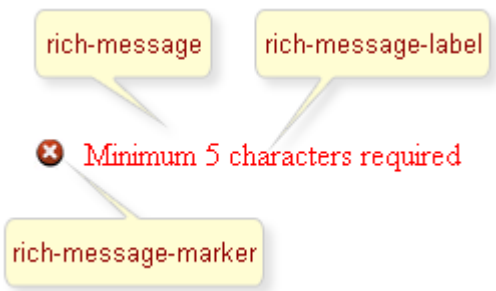 rich-message
rich-message-label
Minimum 5 characters required
rich-message-marker